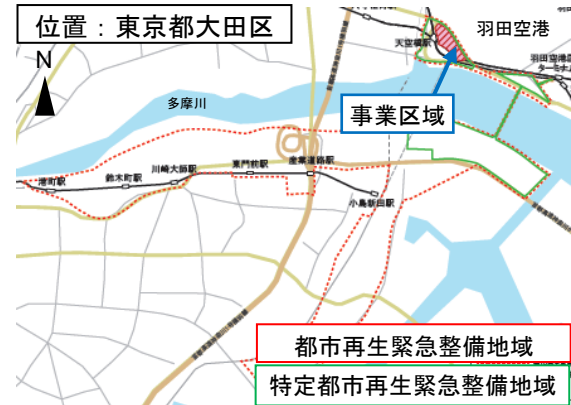 位置：東京都大田区
羽田空港
天空橋駅
N
多摩川
事業区域
港町駅
鈴木町駅
川崎大師駅
東門前駅
産業道路駅
小島新田駅
都市再生緊急整備地域
特定都市再生緊急整備地域